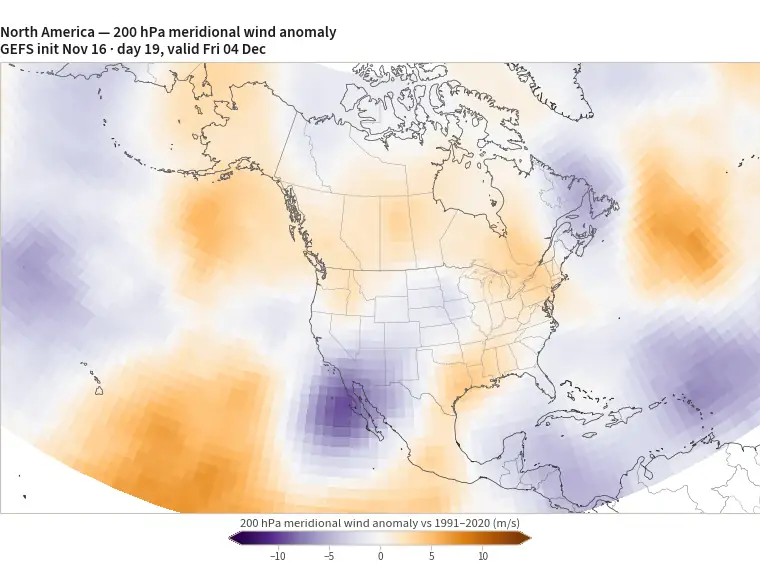 North America — 200 hPa meridional wind anomaly
GEFS init Nov 16 · day 19, valid Fri 04 Dec
200 hPa meridional wind anomaly vs 1991–2020 (m/s)
−10 −5 0 5 10